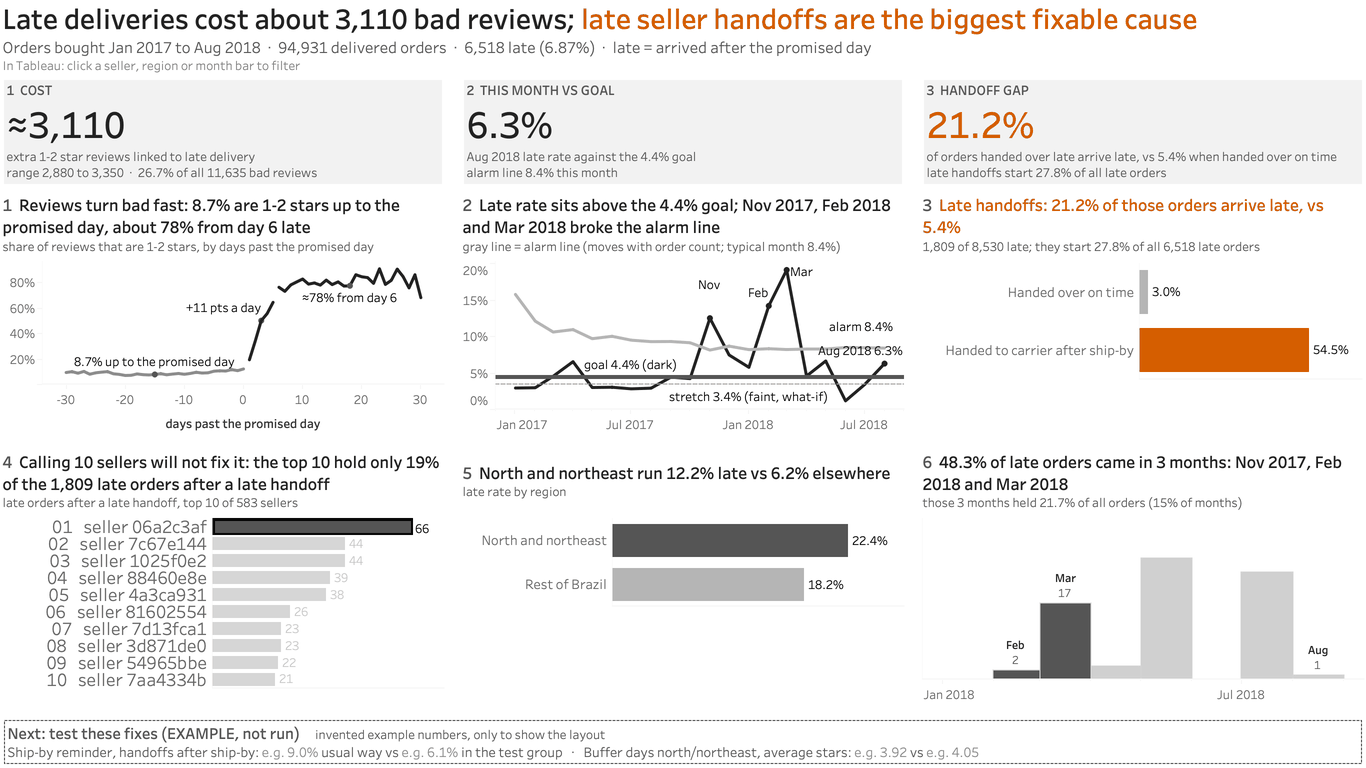 Late deliveries cost about 3,110 bad reviews; late seller handoffs are the biggest fixable cause
Orders bought Jan 2017 to Aug 2018 · 94,931 delivered orders · 6,518 late (6.87%) · late = arrived after the promised day
In Tableau: click a seller, region or month bar to filter
1 COST
≈3,110
extra 1-2 star reviews linked to late delivery
range 2,880 to 3,350 · 26.7% of all 11,635 bad reviews
2 THIS MONTH VS GOAL
6.3%
Aug 2018 late rate against the 4.4% goal
alarm line 8.4% this month
3 HANDOFF GAP
21.2%
of orders handed over late arrive late, vs 5.4% when handed over on time
late handoffs start 27.8% of all late orders
1 Reviews turn bad fast: 8.7% are 1-2 stars up to the
promised day, about 78% from day 6 late
share of reviews that are 1-2 stars, by days past the promised day
80%
60%
40%
20%
+11 pts a day
≈78% from day 6
8.7% up to the promised day
-30
-20
-10
0
10
20
30
days past the promised day
2 Late rate sits above the 4.4% goal; Nov 2017, Feb 2018
and Mar 2018 broke the alarm line
gray line = alarm line (moves with order count; typical month 8.4%)
20%
15%
10%
5%
0%
Nov
Feb
Mar
alarm 8.4%
Aug 2018 6.3%
goal 4.4% (dark)
stretch 3.4% (faint, what-if)
Jan 2017
Jul 2017
Jan 2018
Jul 2018
3 Late handoffs: 21.2% of those orders arrive late, vs
5.4%
1,809 of 8,530 late; they start 27.8% of all 6,518 late orders
Handed over on time
3.0%
Handed to carrier after ship-by
54.5%
4 Calling 10 sellers will not fix it: the top 10 hold only 19%
of the 1,809 late orders after a late handoff
late orders after a late handoff, top 10 of 583 sellers
01 seller 06a2c3af 66
02 seller 7c67e144 44
03 seller 1025f0e2 44
04 seller 88460e8e 39
05 seller 4a3ca931 38
06 seller 81602554 26
07 seller 7d13fca1 23
08 seller 3d871de0 23
09 seller 54965bbe 22
10 seller 7aa4334b 21
5 North and northeast run 12.2% late vs 6.2% elsewhere
late rate by region
North and northeast
22.4%
Rest of Brazil
18.2%
6 48.3% of late orders came in 3 months: Nov 2017, Feb
2018 and Mar 2018
those 3 months held 21.7% of all orders (15% of months)
Feb
2
Mar
17
Aug
1
Jan 2018
Jul 2018
Next: test these fixes (EXAMPLE, not run) invented example numbers, only to show the layout
Ship-by reminder, handoffs after ship-by: e.g. 9.0% usual way vs e.g. 6.1% in the test group · Buffer days north/northeast, average stars: e.g. 3.92 vs e.g. 4.05